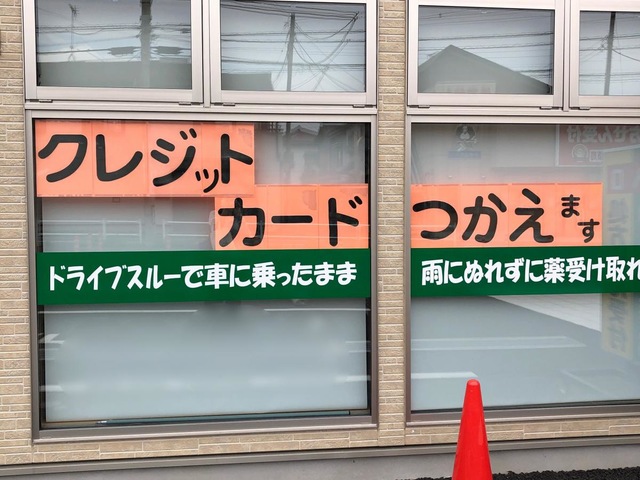 クレジット
カード つかえます
ドライブスルーで車に乗ったまま 雨にぬれずに薬受け取れ